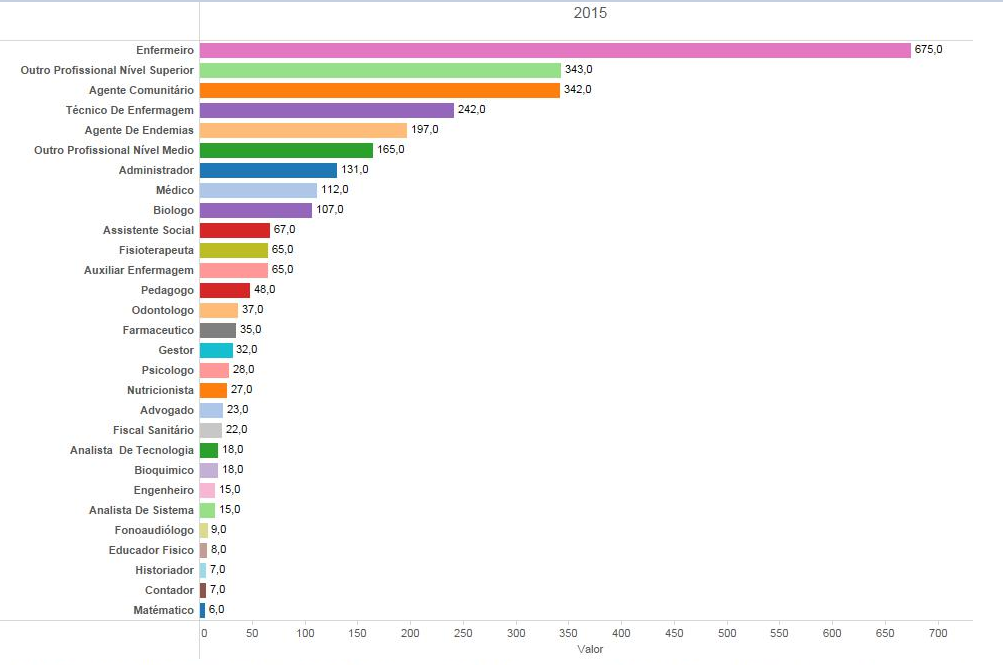 2015
Enfermeiro 675,0
Outro Profissional Nível Superior 343,0
Agente Comunitário 342,0
Técnico De Enfermagem 242,0
Agente De Endemias 197,0
Outro Profissional Nível Medio 165,0
Administrador 131,0
Médico 112,0
Biologo 107,0
Assistente Social 67,0
Fisioterapeuta 65,0
Auxiliar Enfermagem 65,0
Pedagogo 48,0
Odontologo 37,0
Farmaceutico 35,0
Gestor 32,0
Psicologo 28,0
Nutricionista 27,0
Advogado 23,0
Fiscal Sanitário 22,0
Analista  De Tecnologia 18,0
Bioquimico 18,0
Engenheiro 15,0
Analista De Sistema 15,0
Fonoaudiólogo 9,0
Educador Fisico 8,0
Historiador 7,0
Contador 7,0
Matématico 6,0
0 50 100 150 200 250 300 350 400 450 500 550 600 650 700
Valor